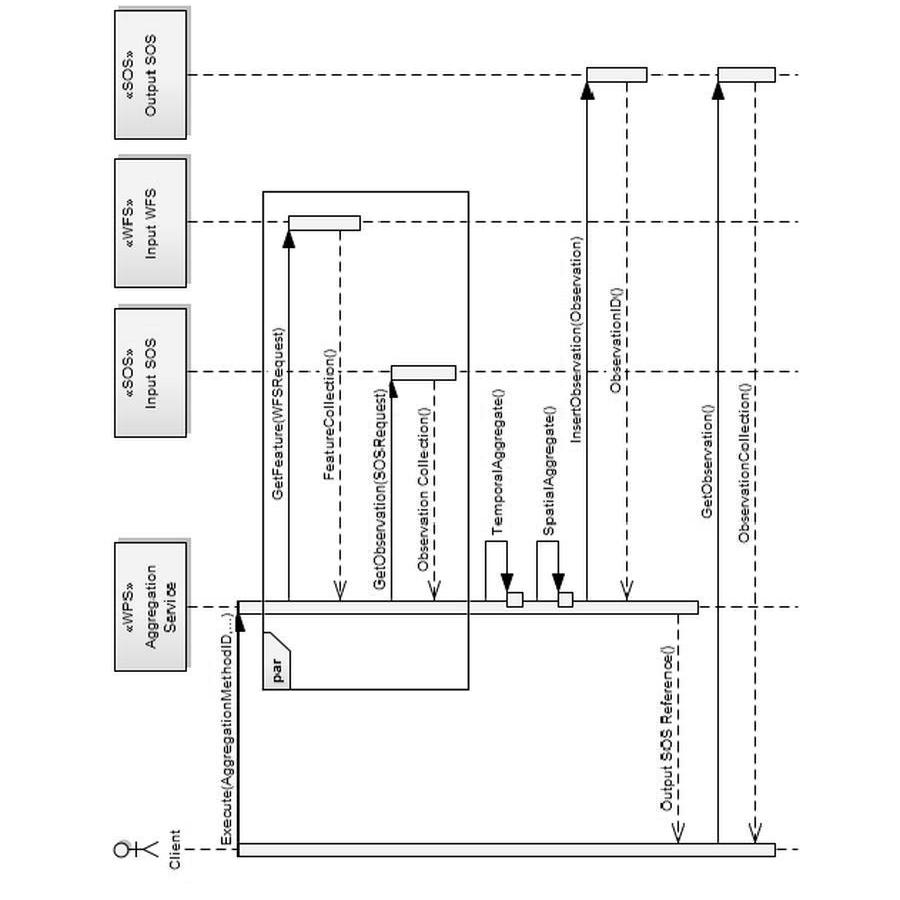 Client
«WPS»
Aggregation
Service
«SOS»
Input SOS
«WFS»
Input WFS
«SOS»
Output SOS
Execute(AggregationMethodID,...)
par
GetFeature(WFSRequest)
FeatureCollection()
GetObservation(SOSRequest)
Observation Collection()
TemporalAggregate()
SpatialAggregate()
InsertObservation(Observation)
ObservationID()
Output SOS Reference()
GetObservation()
ObservationCollection()